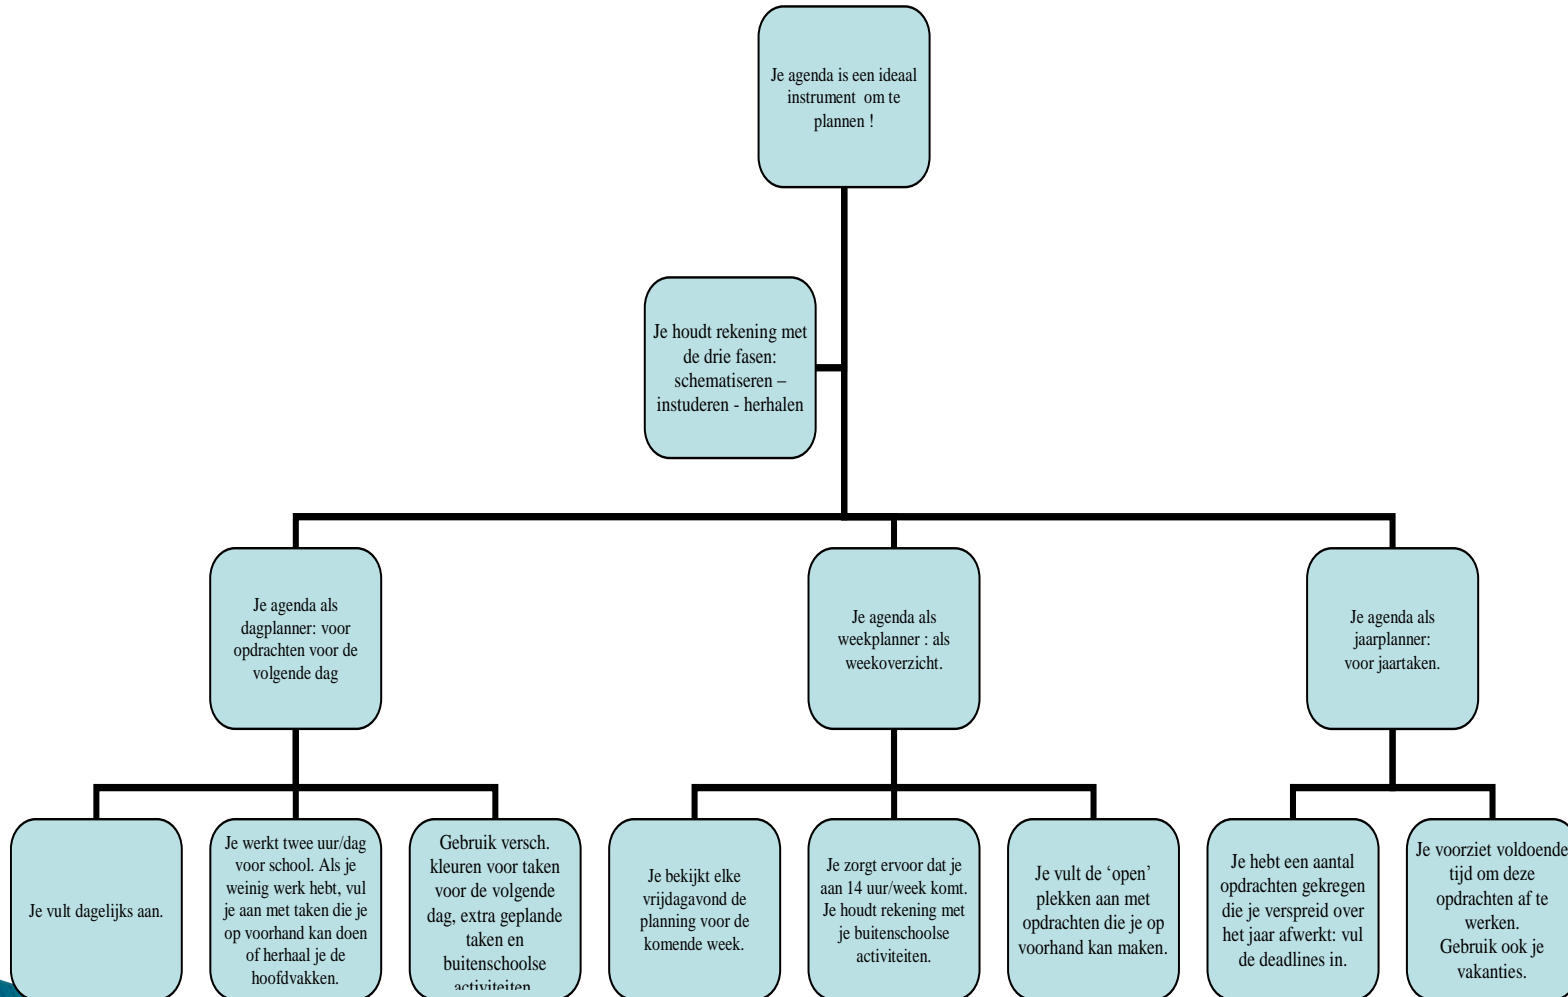 Je agenda is een ideaal
instrument  om te
plannen !
Je houdt rekening met
de drie fasen:
schematiseren –
instuderen - herhalen
Je agenda als
dagplanner: voor
opdrachten voor de
volgende dag
Je agenda als
weekplanner : als
weekoverzicht.
Je agenda als
jaarplanner:
voor jaartaken.
Je vult dagelijks aan.
Je werkt twee uur/dag
voor school. Als je
weinig werk hebt, vul
je aan met taken die je
op voorhand kan doen
of herhaal je de
hoofdvakken.
Gebruik versch.
kleuren voor taken
voor de volgende
dag, extra geplande
taken en
buitenschoolse
activiteiten
Je bekijkt elke
vrijdagavond de
planning voor de
komende week.
Je zorgt ervoor dat je
aan 14 uur/week komt.
Je houdt rekening met
je buitenschoolse
activiteiten.
Je vult de ‘open’
plekken aan met
opdrachten die je op
voorhand kan maken.
Je hebt een aantal
opdrachten gekregen
die je verspreid over
het jaar afwerkt: vul
de deadlines in.
Je voorziet voldoende
tijd om deze
opdrachten af te
werken.
Gebruik ook je
vakanties.